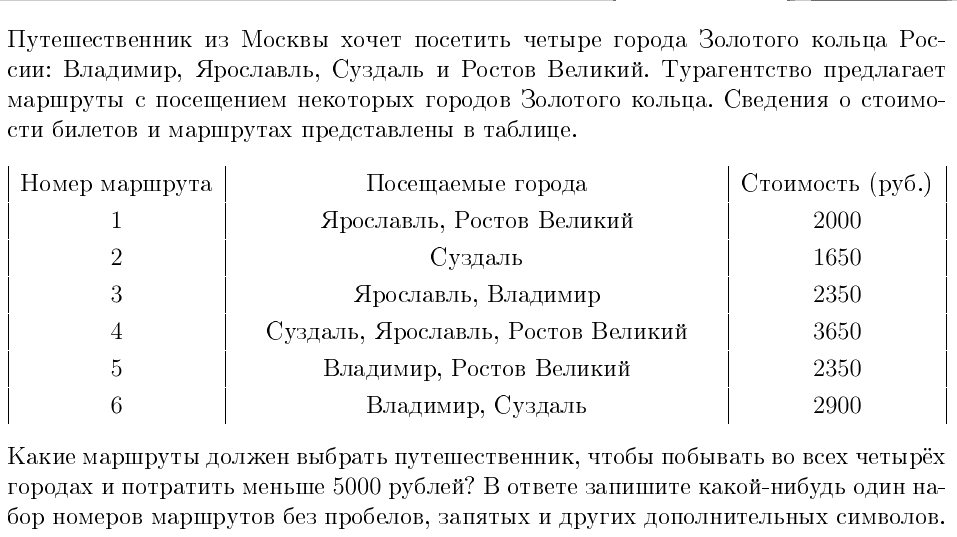 Путешественник из Москвы хочет посетить четыре города Золотого кольца Рос-
сии: Владимир, Ярославль, Суздаль и Ростов Великий. Турагентство предлагает
маршруты с посещением некоторых городов Золотого кольца. Сведения о стоимо-
сти билетов и маршрутах представлены в таблице.
Номер маршрута Посещаемые города Стоимость (руб.)
1 Ярославль, Ростов Великий 2000
2 Суздаль 1650
3 Ярославль, Владимир 2350
4 Суздаль, Ярославль, Ростов Великий 3650
5 Владимир, Ростов Великий 2350
6 Владимир, Суздаль 2900
Какие маршруты должен выбрать путешественник, чтобы побывать во всех четырёх
городах и потратить меньше 5000 рублей? В ответе запишите какой-нибудь один на-
бор номеров маршрутов без пробелов, запятых и других дополнительных символов.